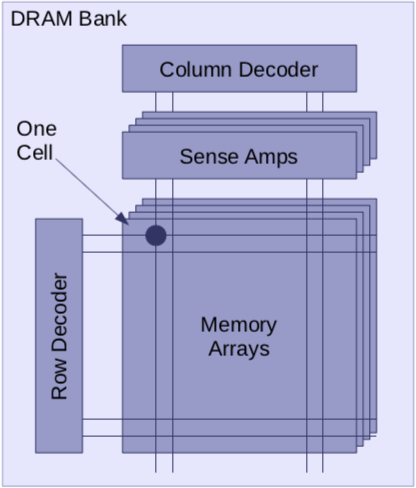 DRAM Bank
Column Decoder
One
Cell
Sense Amps
Row Decoder
Memory
Arrays